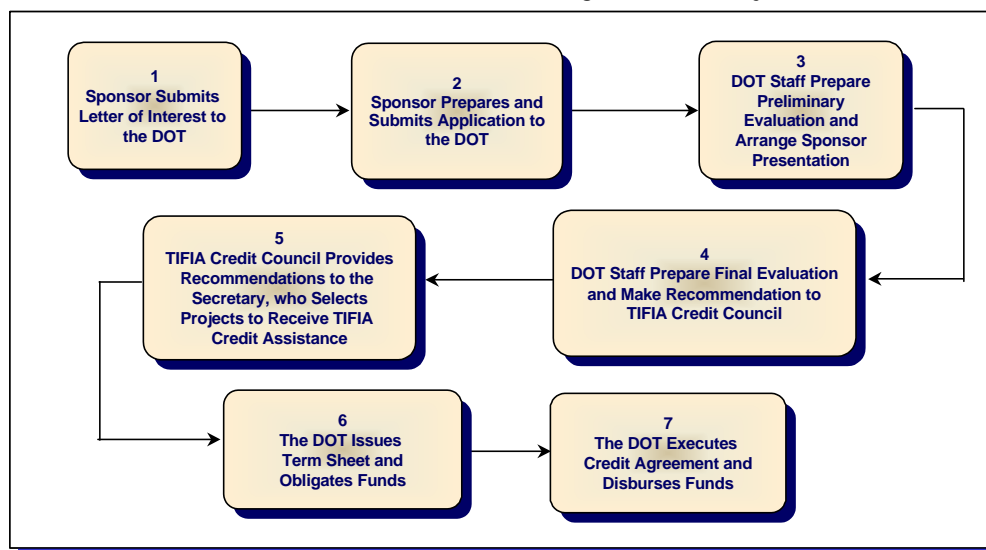 1
Sponsor Submits
Letter of Interest to
the DOT
2
Sponsor Prepares and
Submits Application to
the DOT
3
DOT Staff Prepare
Preliminary
Evaluation and
Arrange Sponsor
Presentation
4
DOT Staff Prepare Final Evaluation
and Make Recommendation to
TIFIA Credit Council
5
TIFIA Credit Council Provides
Recommendations to the
Secretary, who Selects
Projects to Receive TIFIA
Credit Assistance
6
The DOT Issues
Term Sheet and
Obligates Funds
7
The DOT Executes
Credit Agreement and
Disburses Funds